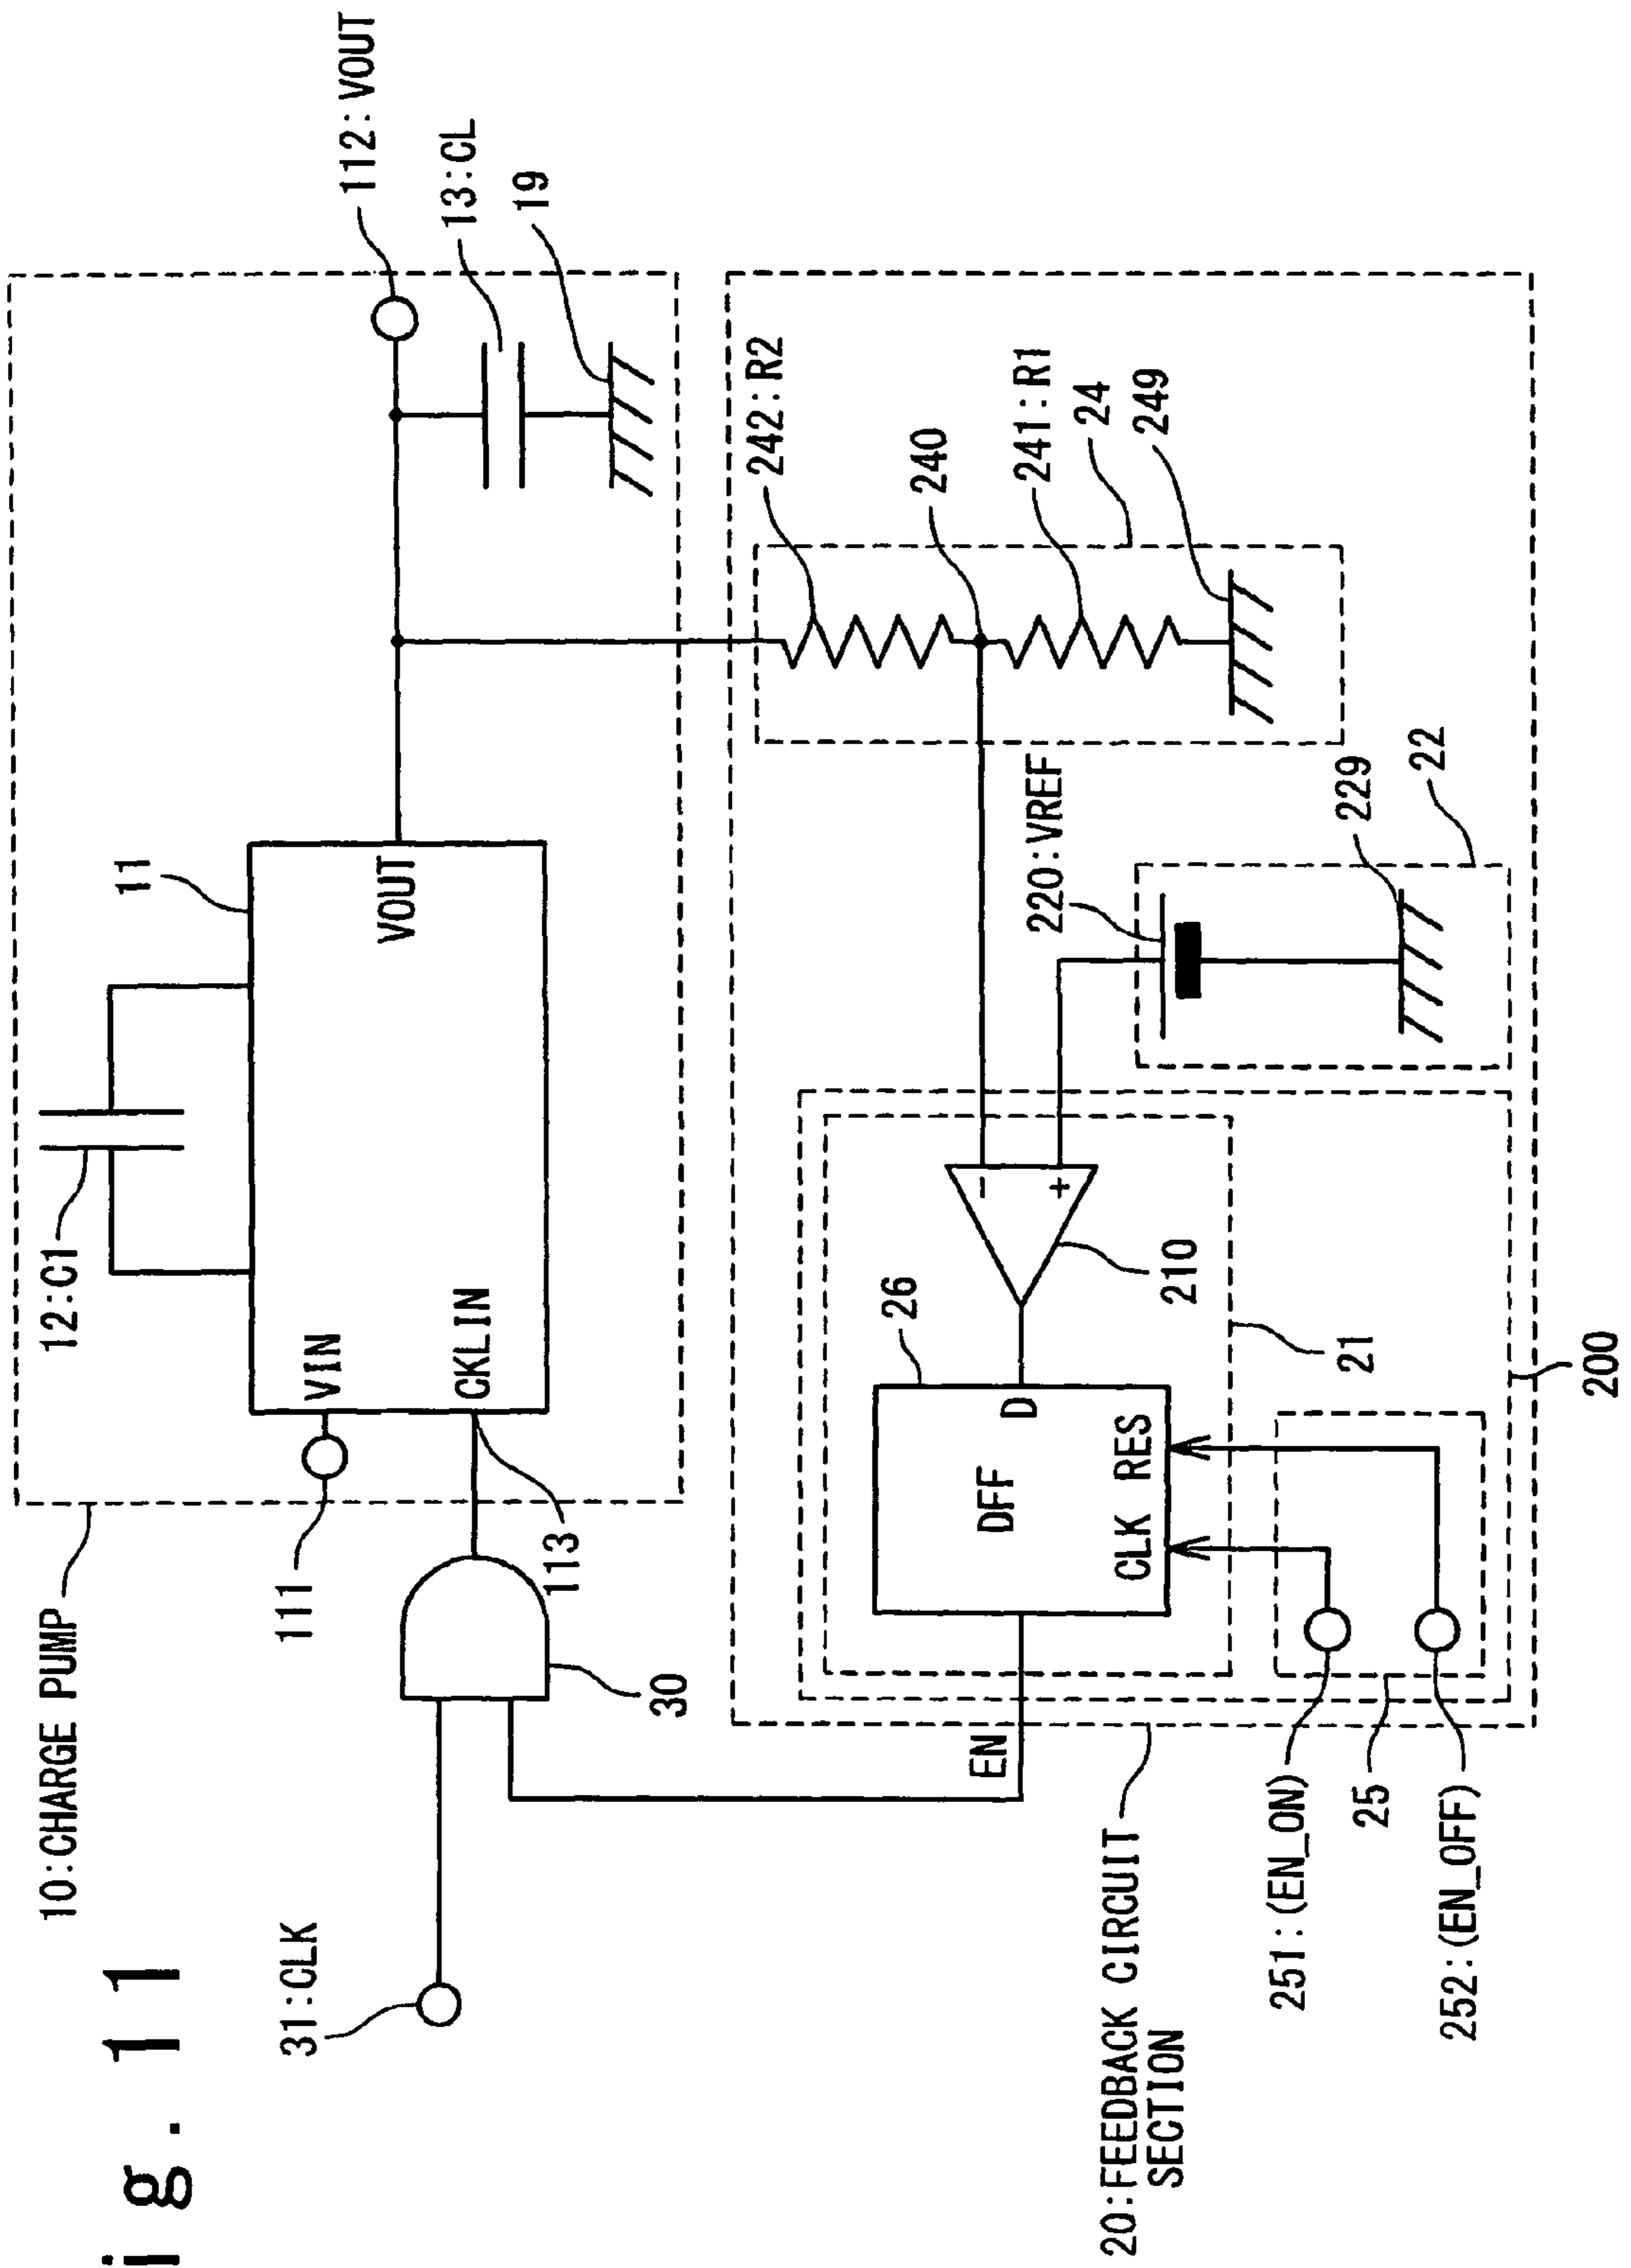 ig. 11
10:CHARGE PUMP
12:C1
11
112:VOUT
13:CL
19
31:CLK
111
VIN
CKLIN
VOUT
113
30
242:R2
240
241:R1
24
249
EN
26
DFF
D
CLK RES
-
+
210
220:VREF
229
22
21
200
20:FEEDBACK CIRCUIT
SECTION
251:(EN_ON)
25
252:(EN_OFF)